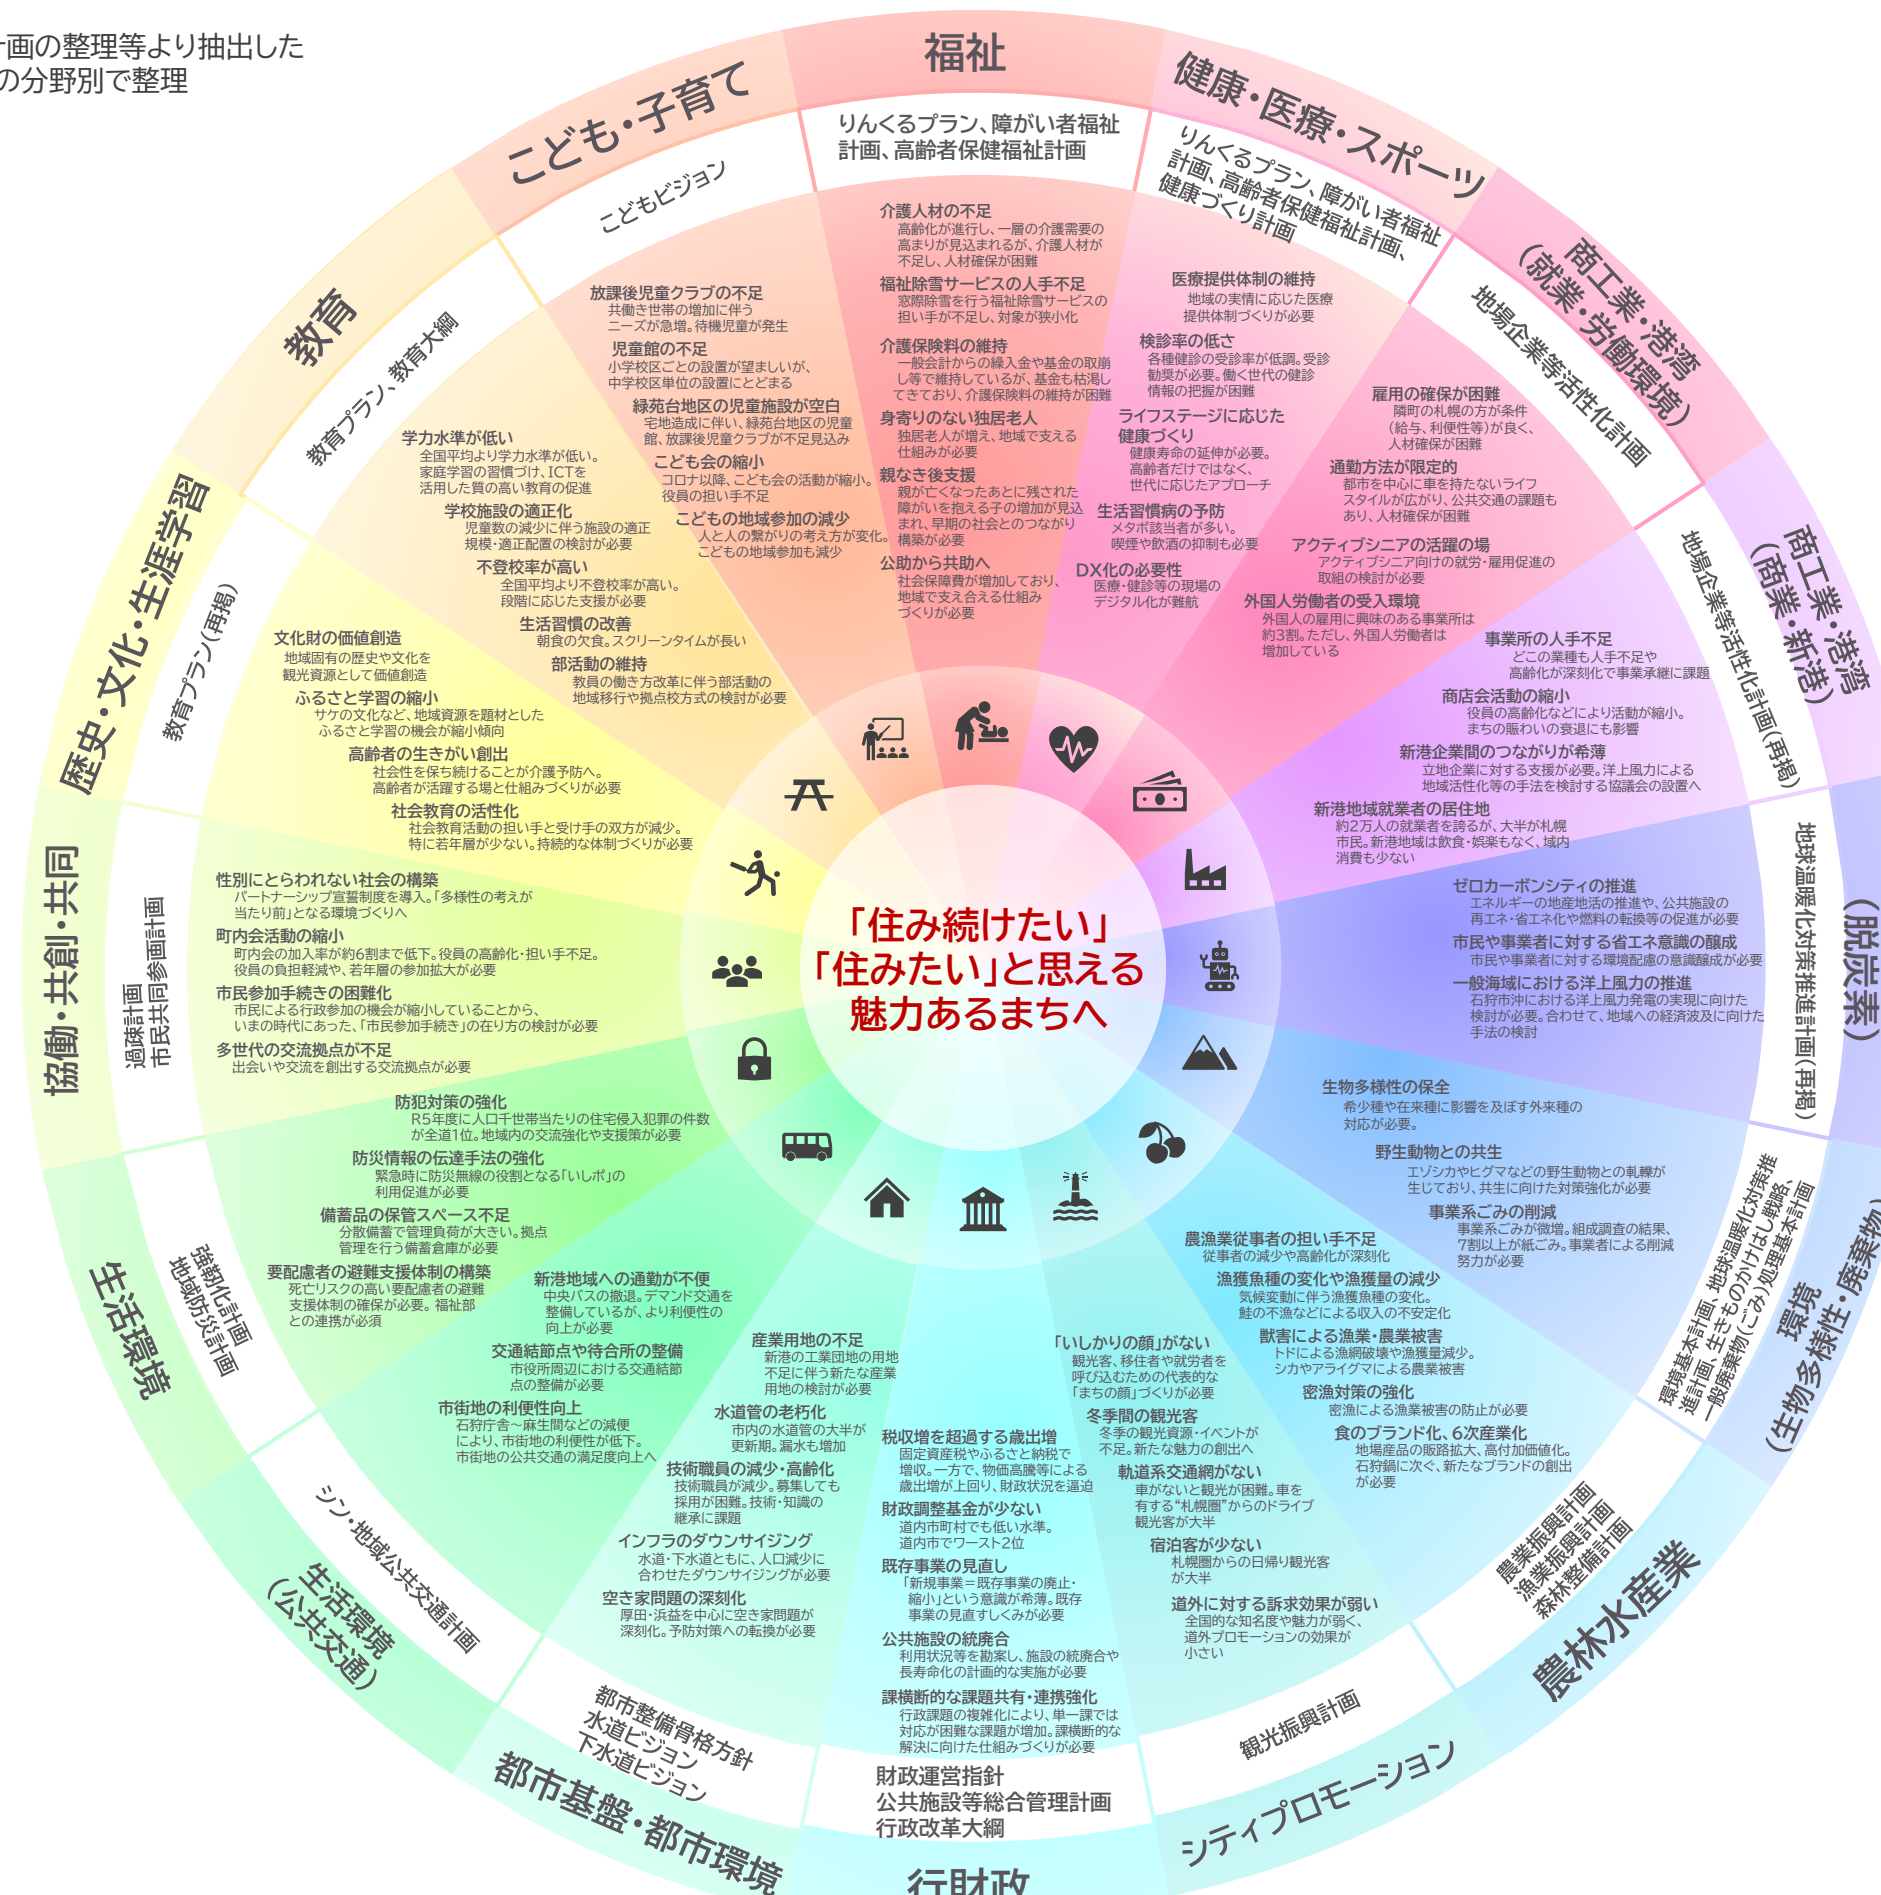 計画の整理等より抽出した
の分野別で整理
福祉
りんくるプラン、障がい者福祉
計画、高齢者保健福祉計画
介護人材の不足
高齢化が進行し、一層の介護需要の
高まりが見込まれるが、介護人材が
不足し、人材確保が困難
福祉除雪サービスの人手不足
窓際除雪を行う福祉除雪サービスの
担い手が不足し、対象が狭小化
介護保険料の維持
一般会計からの繰入金や基金の取崩
し等で維持しているが、基金も枯渇し
てきており、介護保険料の維持が困難
身寄りのない独居老人
独居老人が増え、地域で支える
仕組みが必要
親なき後支援
親が亡くなったあとに残された
障がいを抱える子の増加が見込
まれ、早期の社会とのつながり
構築が必要
公助から共助へ
社会保障費が増加しており、
地域で支え合える仕組み
づくりが必要
健康・医療・スポーツ
りんくるプラン、障がい者福祉
計画、高齢者保健福祉計画、
健康づくり計画
医療提供体制の維持
地域の実情に応じた医療
提供体制づくりが必要
検診率の低さ
各種健診の受診率が低調。受診
勧奨が必要。働く世代の健診
情報の把握が困難
ライフステージに応じた
健康づくり
健康寿命の延伸が必要。
高齢者だけではなく、
世代に応じたアプローチ
生活習慣病の予防
メタボ該当者が多い。
喫煙や飲酒の抑制も必要
DX化の必要性
医療・健診等の現場の
デジタル化が難航
商工業・港湾
(就業・労働環境)
地場企業等活性化計画
雇用の確保が困難
隣町の札幌の方が条件
(給与、利便性等)が良く、
人材確保が困難
通勤方法が限定的
都市を中心に車を持たないライフ
スタイルが広がり、公共交通の課題も
あり、人材確保が困難
アクティブシニアの活躍の場
アクティブシニア向けの就労・雇用促進の
取組の検討が必要
外国人労働者の受入環境
外国人の雇用に興味のある事業所は
約3割。ただし、外国人労働者は
増加している
商工業・港湾
(商業・新港)
地場企業等活性化計画(再掲)
事業所の人手不足
どこの業種も人手不足や
高齢化が深刻化で事業承継に課題
商店会活動の縮小
役員の高齢化などにより活動が縮小。
まちの賑わいの衰退にも影響
新港企業間のつながりが希薄
立地企業に対する支援が必要。洋上風力による
地域活性化等の手法を検討する協議会の設置へ
新港地域就業者の居住地
約2万人の就業者を誇るが、大半が札幌
市民。新港地域は飲食・娯楽もなく、域内
消費も少ない
(脱炭素)
地球温暖化対策推進計画(再掲)
ゼロカーボンシティの推進
エネルギーの地産地活の推進や、公共施設の
再エネ・省エネ化や燃料の転換等の促進が必要
市民や事業者に対する省エネ意識の醸成
市民や事業者に対する環境配慮の意識醸成が必要
一般海域における洋上風力の推進
石狩市沖における洋上風力発電の実現に向けた
検討が必要。合わせて、地域への経済波及に向けた
手法の検討
環境
(生物多様性・廃棄物)
環境基本計画、地球温暖化対策推
進計画、生きものかけはし戦略、
一般廃棄物(ごみ)処理基本計画
生物多様性の保全
希少種や在来種に影響を及ぼす外来種の
対応が必要。
野生動物との共生
エゾシカやヒグマなどの野生動物との軋轢が
生じており、共生に向けた対策強化が必要
事業系ごみの削減
事業系ごみが微増。組成調査の結果、
7割以上が紙ごみ。事業者による削減
努力が必要
農林水産業
農業振興計画
漁業振興計画
森林整備計画
農漁業従事者の担い手不足
従事者の減少や高齢化が深刻化
漁獲魚種の変化や漁獲量の減少
気候変動に伴う漁獲魚種の変化。
鮭の不漁などによる収入の不安定化
獣害による漁業・農業被害
トドによる漁網破壊や漁獲量減少。
シカやアライグマによる農業被害
密漁対策の強化
密漁による漁業被害の防止が必要
食のブランド化、6次産業化
地場産品の販路拡大、高付加価値化。
石狩鍋に次ぐ、新たなブランドの創出
が必要
シティプロモーション
観光振興計画
「いしかりの顔」がない
観光客、移住者や就労者を
呼び込むための代表的な
「まちの顔」づくりが必要
冬季間の観光客
冬季の観光資源・イベントが
不足。新たな魅力の創出へ
軌道系交通網がない
車がないと観光が困難。車を
有する“札幌圏”からのドライブ
観光客が大半
宿泊客が少ない
札幌圏からの日帰り観光客
が大半
道外に対する訴求効果が弱い
全国的な知名度や魅力が弱く、
道外プロモーションの効果が
小さい
行財政
財政運営指針
公共施設等総合管理計画
行政改革大綱
税収増を超過する歳出増
固定資産税やふるさと納税で
増収。一方で、物価高騰等による
歳出増が上回り、財政状況を逼迫
財政調整基金が少ない
道内市町村でも低い水準。
道内市でワースト2位
既存事業の見直し
「新規事業=既存事業の廃止・
縮小」という意識が希薄。既存
事業の見直すしくみが必要
公共施設の統廃合
利用状況等を勘案し、施設の統廃合や
長寿命化の計画的な実施が必要
課横断的な課題共有・連携強化
行政課題の複雑化により、単一課では
対応が困難な課題が増加。課横断的な
解決に向けた仕組みづくりが必要
都市基盤・都市環境
都市整備骨格方針
水道ビジョン
下水道ビジョン
産業用地の不足
新港の工業団地の用地
不足に伴う新たな産業
用地の検討が必要
水道管の老朽化
市内の水道管の大半が
更新期。漏水も増加
技術職員の減少・高齢化
技術職員が減少。募集しても
採用が困難。技術・知識の
継承に課題
インフラのダウンサイジング
水道・下水道ともに、人口減少に
合わせたダウンサイジングが必要
空き家問題の深刻化
厚田・浜益を中心に空き家問題が
深刻化。予防対策への転換が必要
生活環境
(公共交通)
シン・地域公共交通計画
新港地域への通勤が不便
中央バスの撤退。デマンド交通を
整備しているが、より利便性の
向上が必要
交通結節点や待合所の整備
市役所周辺における交通結節
点の整備が必要
市街地の利便性向上
石狩庁舎~麻生間などの減便
により、市街地の利便性が低下。
市街地の公共交通の満足度向上へ
生活環境
強靭化計画
地域防災計画
防犯対策の強化
R5年度に人口千世帯当たりの住宅侵入犯罪の件数
が全道1位。地域内の交流強化や支援策が必要
防災情報の伝達手法の強化
緊急時に防災無線の役割となる「いしポ」の
利用促進が必要
備蓄品の保管スペース不足
分散備蓄で管理負荷が大きい。拠点
管理を行う備蓄倉庫が必要
要配慮者の避難支援体制の構築
死亡リスクの高い要配慮者の避難
支援体制の確保が必要。福祉部
との連携が必須
協働・共創・共同
過疎計画
市民共同参画計画
性別にとらわれない社会の構築
パートナーシップ宣誓制度を導入。「多様性の考えが
当たり前」となる環境づくりへ
町内会活動の縮小
町内会の加入率が約6割まで低下。役員の高齢化・担い手不足。
役員の負担軽減や、若年層の参加拡大が必要
市民参加手続きの困難化
市民による行政参加の機会が縮小していることから、
いまの時代にあった、「市民参加手続き」の在り方の検討が必要
多世代の交流拠点が不足
出会いや交流を創出する交流拠点が必要
歴史・文化・生涯学習
教育プラン(再掲)
文化財の価値創造
地域固有の歴史や文化を
観光資源として価値創造
ふるさと学習の縮小
サケの文化など、地域資源を題材とした
ふるさと学習の機会が縮小傾向
高齢者の生きがい創出
社会性を保ち続けることが介護予防へ。
高齢者が活躍する場と仕組みづくりが必要
社会教育の活性化
社会教育活動の担い手と受け手の双方が減少。
特に若年層が少ない。持続的な体制づくりが必要
教育
教育プラン、教育大綱
学力水準が低い
全国平均より学力水準が低い。
家庭学習の習慣づけ、ICTを
活用した質の高い教育の促進
学校施設の適正化
児童数の減少に伴う施設の適正
規模・適正配置の検討が必要
不登校率が高い
全国平均より不登校率が高い。
段階に応じた支援が必要
生活習慣の改善
朝食の欠食。スクリーンタイムが長い
部活動の維持
教員の働き方改革に伴う部活動の
地域移行や拠点校方式の検討が必要
こども・子育て
こどもビジョン
放課後児童クラブの不足
共働き世帯の増加に伴う
ニーズが急増。待機児童が発生
児童館の不足
小学校区ごとの設置が望ましいが、
中学校区単位の設置にとどまる
緑苑台地区の児童施設が空白
宅地造成に伴い、緑苑台地区の児童
館、放課後児童クラブが不足見込み
こども会の縮小
コロナ以降、こども会の活動が縮小。
役員の担い手不足
こどもの地域参加の減少
人と人の繋がりの考え方が変化。
こどもの地域参加も減少
「住み続けたい」
「住みたい」と思える
魅力あるまちへ